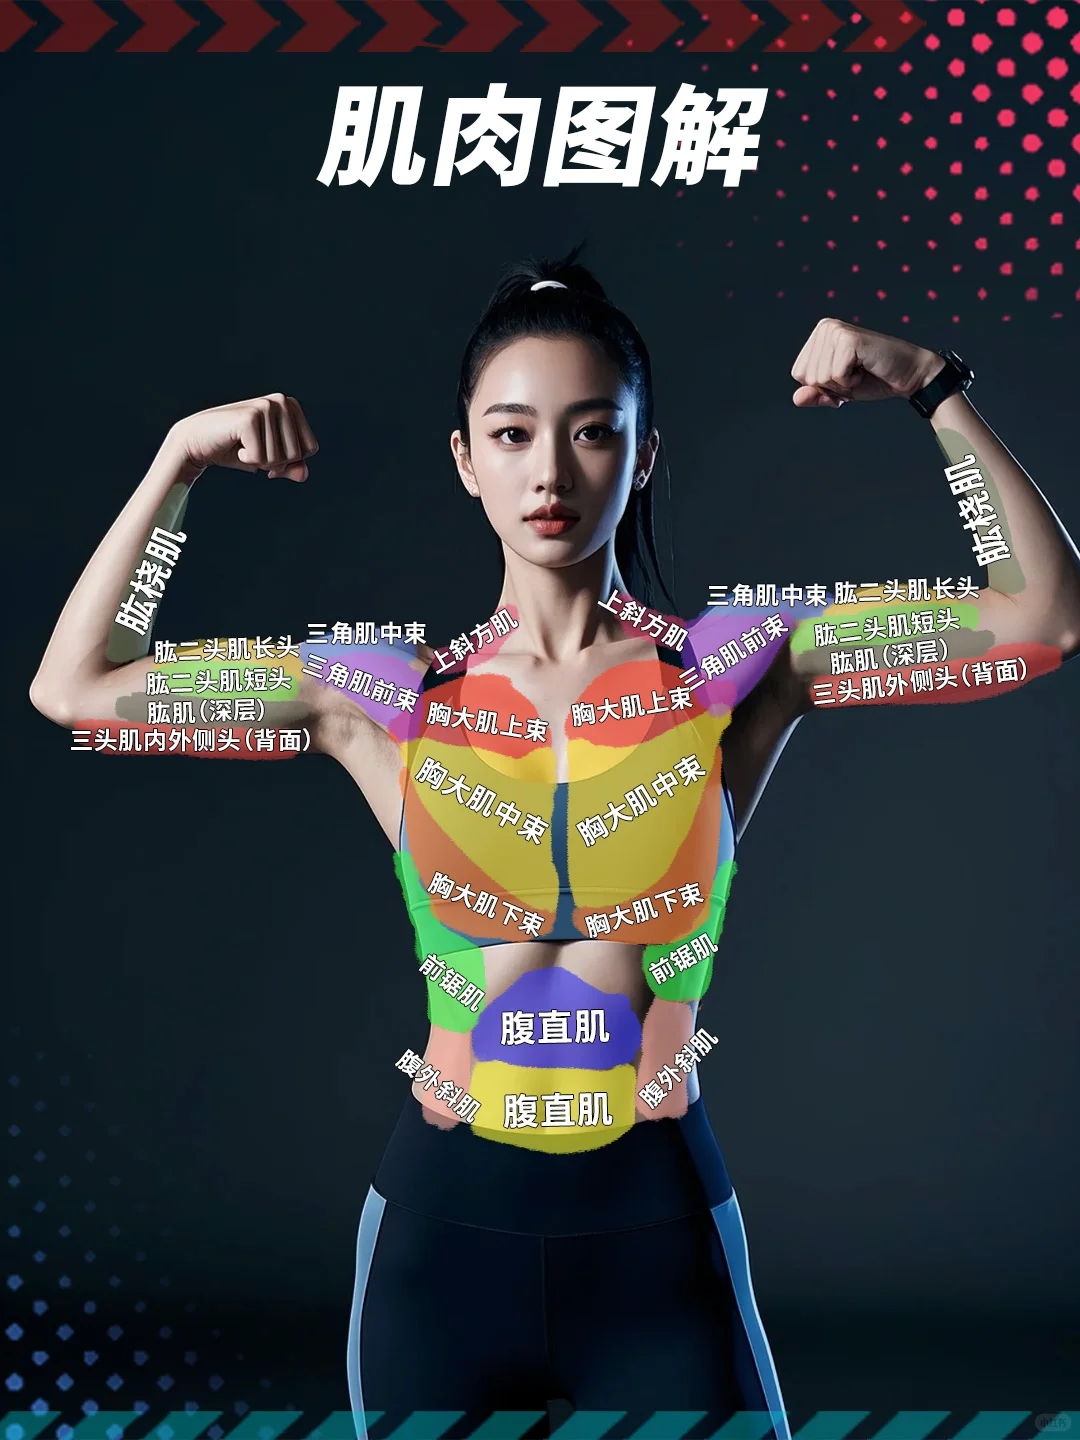 肌肉图解
肱桡肌
肱桡肌
三角肌中束
肱二头肌长头
上斜方肌
上斜方肌
肱二头肌短头
三角肌中束
三角肌前束
肱二头肌长头
肱肌(深层)
三角肌前束
肱二头肌短头
三头肌外侧头(背面)
肱肌(深层)
胸大肌上束
胸大肌上束
三头肌内外侧头(背面)
胸大肌中束
胸大肌中束
胸大肌下束
胸大肌下束
前锯肌
前锯肌
腹直肌
腹外斜肌
腹外斜肌
腹直肌
小红书